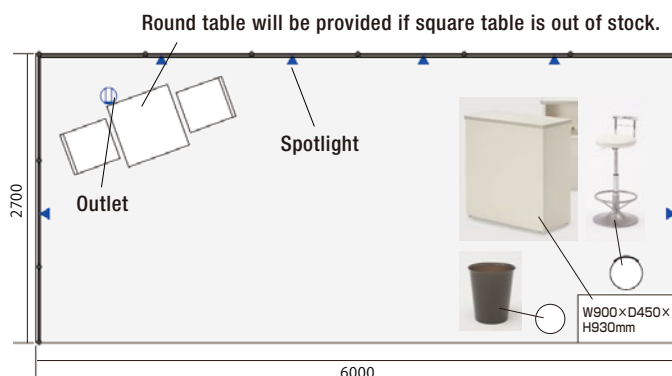 Round table will be provided if square table is out of stock.
Spotlight
Outlet
2700
W900×D450×
H930mm
6000